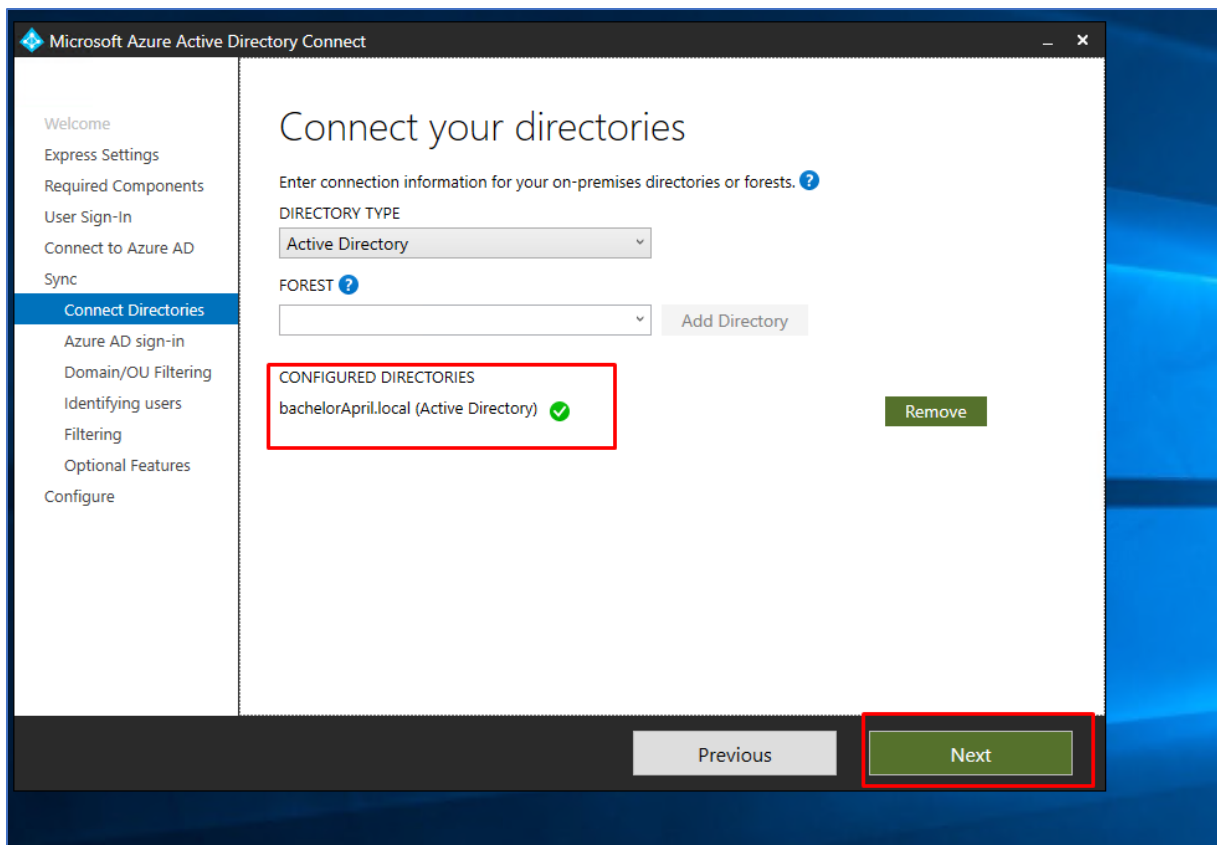 Microsoft Azure Active Directory Connect
Welcome
Express Settings
Required Components
User Sign-In
Connect to Azure AD
Sync
Connect Directories
Azure AD sign-in
Domain/OU Filtering
Identifying users
Filtering
Optional Features
Configure
Connect your directories
Enter connection information for your on-premises directories or forests. ?
DIRECTORY TYPE
Active Directory
FOREST ?
Add Directory
CONFIGURED DIRECTORIES
bachelorApril.local (Active Directory)
Remove
Previous
Next